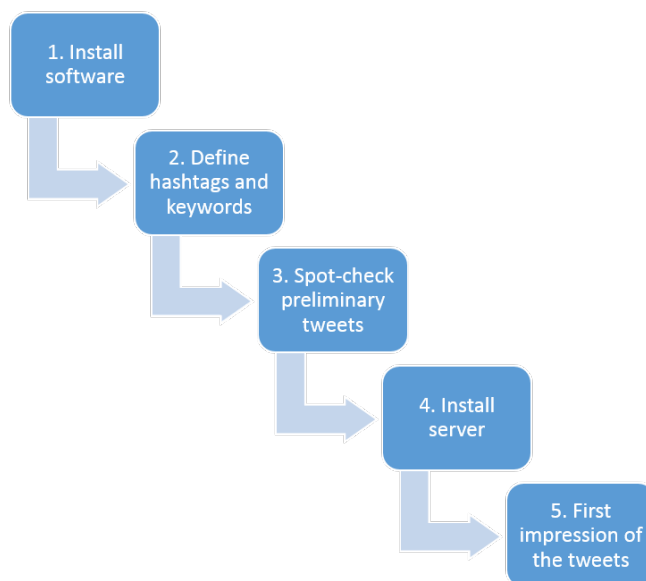 1. Install
software
2. Define
hashtags and
keywords
3. Spot-check
preliminary
tweets
4. Install
server
5. First
impression of
the tweets